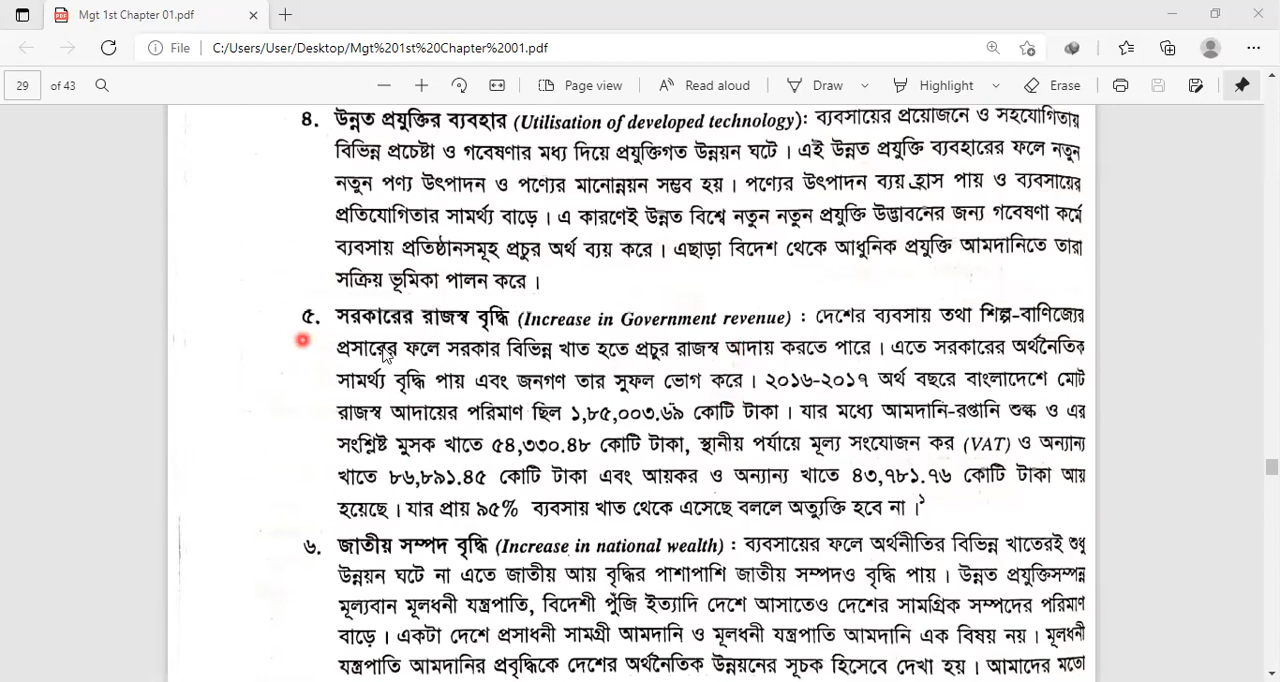 Mgt 1st Chapter 01.pdf
File
C:/Users/User/Desktop/Mgt%201st%20Chapter%2001.pdf
29 of 43
Page view
Read aloud
Draw
Highlight
Erase
৪. উন্নত প্রযুক্তির ব্যবহার (Utilisation of developed technology): ব্যবসায়ের প্রয়োজনে ও সহযোগিতায়
বিভিন্ন প্রচেষ্টা ও গবেষণার মধ্য দিয়ে প্রযুক্তিগত উন্নয়ন ঘটে । এই উন্নত প্রযুক্তি ব্যবহারের ফলে নতুন
নতুন পণ্য উৎপাদন ও পণ্যের মানোন্নয়ন সম্ভব হয় । পণ্যের উৎপাদন ব্যয় হ্রাস পায় ও ব্যবসায়ের
প্রতিযোগিতার সামর্থ্য বাড়ে । এ কারণেই উন্নত বিশ্বে নতুন নতুন প্রযুক্তি উদ্ভাবনের জন্য গবেষণা কর্মে
ব্যবসায় প্রতিষ্ঠানসমূহ প্রচুর অর্থ ব্যয় করে । এছাড়া বিদেশ থেকে আধুনিক প্রযুক্তি আমদানিতে তারা
সক্রিয় ভূমিকা পালন করে ।
৫. সরকারের রাজস্ব বৃদ্ধি (Increase in Government revenue) : দেশের ব্যবসায় তথা শিল্প-বাণিজ্যের
প্রসারের ফলে সরকার বিভিন্ন খাত হতে প্রচুর রাজস্ব আদায় করতে পারে । এতে সরকারের অর্থনৈতিক
সামর্থ্য বৃদ্ধি পায় এবং জনগণ তার সুফল ভোগ করে । ২০১৬-২০১৭ অর্থ বছরে বাংলাদেশে মোট
রাজস্ব আদায়ের পরিমাণ ছিল ১,৮৫,০০৩.৬৯ কোটি টাকা । যার মধ্যে আমদানি-রপ্তানি শুল্ক ও এর
সংশ্লিষ্ট মুসক খাতে ৫৪,৩৩০.৪৮ কোটি টাকা, স্থানীয় পর্যায়ে মূল্য সংযোজন কর (VAT) ও অন্যান্য
খাতে ৮৬,৮৯১.৪৫ কোটি টাকা এবং আয়কর ও অন্যান্য খাতে ৪৩,৭৮১.৭৬ কোটি টাকা আয়
হয়েছে । যার প্রায় ৯৫% ব্যবসায় খাত থেকে এসেছে বললে অত্যুক্তি হবে না ।১
৬. জাতীয় সম্পদ বৃদ্ধি (Increase in national wealth) : ব্যবসায়ের ফলে অর্থনীতির বিভিন্ন খাতেরই শুধু
উন্নয়ন ঘটে না এতে জাতীয় আয় বৃদ্ধির পাশাপাশি জাতীয় সম্পদও বৃদ্ধি পায় । উন্নত প্রযুক্তিসম্পন্ন
মূল্যবান মূলধনী যন্ত্রপাতি, বিদেশী পুঁজি ইত্যাদি দেশে আসাতেও দেশের সামগ্রিক সম্পদের পরিমাণ
বাড়ে । একটা দেশে প্রসাধনী সামগ্রী আমদানি ও মূলধনী যন্ত্রপাতি আমদানি এক বিষয় নয় । মূলধনী
যন্ত্রপাতি আমদানির প্রবৃদ্ধিকে দেশের অর্থনৈতিক উন্নয়নের সূচক হিসেবে দেখা হয় । আমাদের মতো